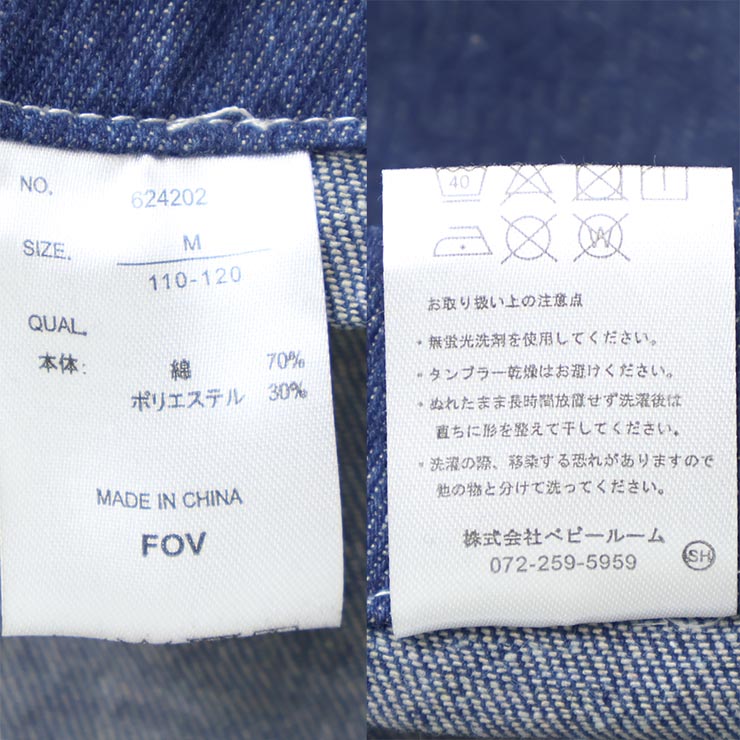 NO. 624202
SIZE. M
110-120
QUAL.
本体: 綿 70%
ポリエステル 30%
MADE IN CHINA
FOV
40
W
お取り扱い上の注意点
・無蛍光洗剤を使用してください。
・タンブラー乾燥はお避けください。
・ぬれたまま長時間放置せず洗濯後は
直ちに形を整えて干してください。
・洗濯の際、移染する恐れがありますので
他の物と分けて洗ってください。
株式会社ベビールーム
072-259-5959
SH